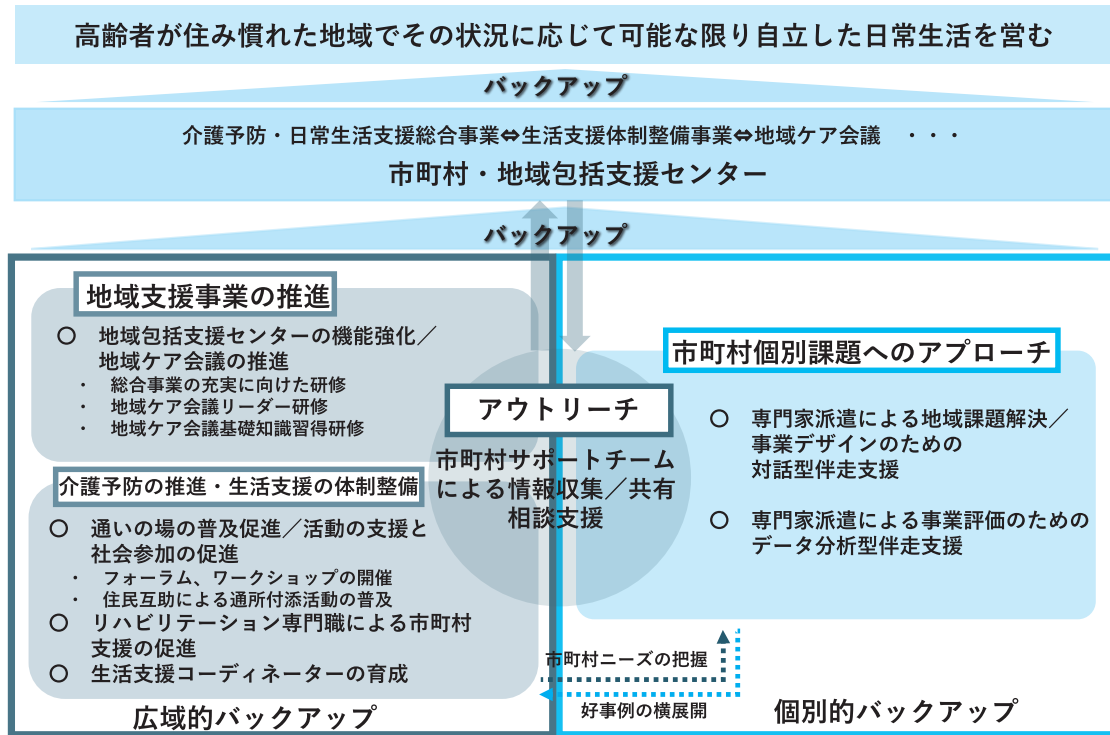 高齢者が住み慣れた地域でその状況に応じて可能な限り自立した日常生活を営む
バックアップ
介護予防・日常生活支援総合事業⇔生活支援体制整備事業⇔地域ケア会議　・・・
市町村・地域包括支援センター
バックアップ
地域支援事業の推進
○　地域包括支援センターの機能強化／
地域ケア会議の推進
・　総合事業の充実に向けた研修
・　地域ケア会議リーダー研修
・　地域ケア会議基礎知識習得研修
介護予防の推進・生活支援の体制整備
○　通いの場の普及促進／活動の支援と
社会参加の促進
・　フォーラム、ワークショップの開催
・　住民互助による通所付添活動の普及
○　リハビリテーション専門職による市町村
支援の促進
○　生活支援コーディネーターの育成
広域的バックアップ
アウトリーチ
市町村サポートチーム
による情報収集／共有
相談支援
市町村個別課題へのアプローチ
○　専門家派遣による地域課題解決／
事業デザインのための
対話型伴走支援
○　専門家派遣による事業評価のための
データ分析型伴走支援
市町村ニーズの把握
好事例の横展開
個別的バックアップ